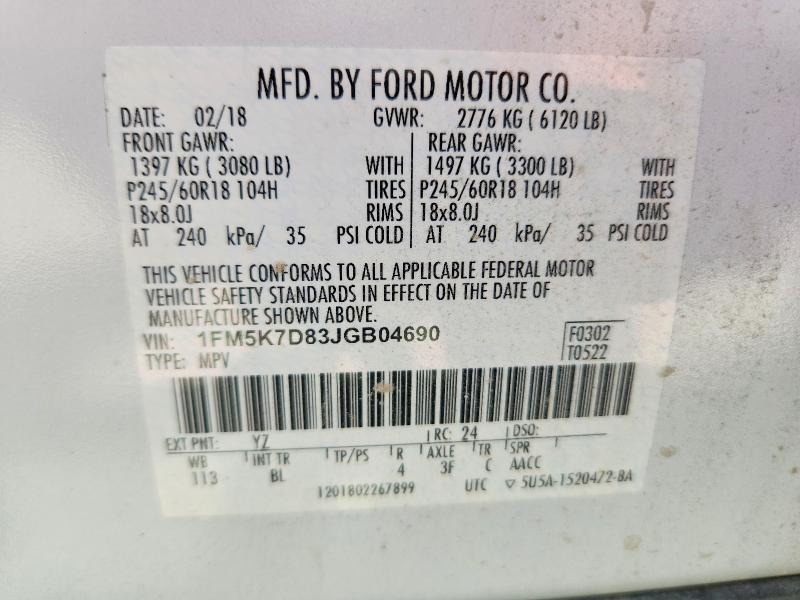 MFD. BY FORD MOTOR CO.
DATE: 02/18 GVWR: 2776 KG ( 6120 LB)
FRONT GAWR: REAR GAWR:
1397 KG ( 3080 LB) WITH 1497 KG ( 3300 LB) WITH
P245/60R18 104H TIRES P245/60R18 104H TIRES
18x8.0J RIMS 18x8.0J RIMS
AT 240 kPa/ 35 PSI COLD AT 240 kPa/ 35 PSI COLD
THIS VEHICLE CONFORMS TO ALL APPLICABLE FEDERAL MOTOR
VEHICLE SAFETY STANDARDS IN EFFECT ON THE DATE OF
MANUFACTURE SHOWN ABOVE.
VIN: 1FM5K7D83JGB04690 F0302
TYPE: MPV T0522
EXT PNT: YZ RC: 24 DSO:
WB INT TR TP/PS R AXLE TR SPR
113 BL 4 3F C AACC
1201802267899 UTC ▽ 5U5A-1520472-BA